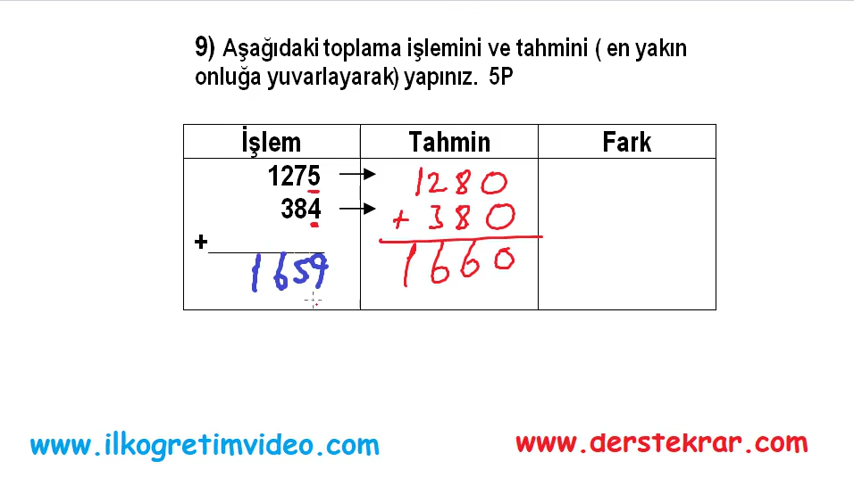 9) Aşağıdaki toplama işlemini ve tahmini ( en yakın
onluğa yuvarlayarak) yapınız. 5P
İşlem Tahmin Fark
1275 → 1280
384 → + 380
+
1659 1660
www.ilkogretimvideo.com www.derstekrar.com